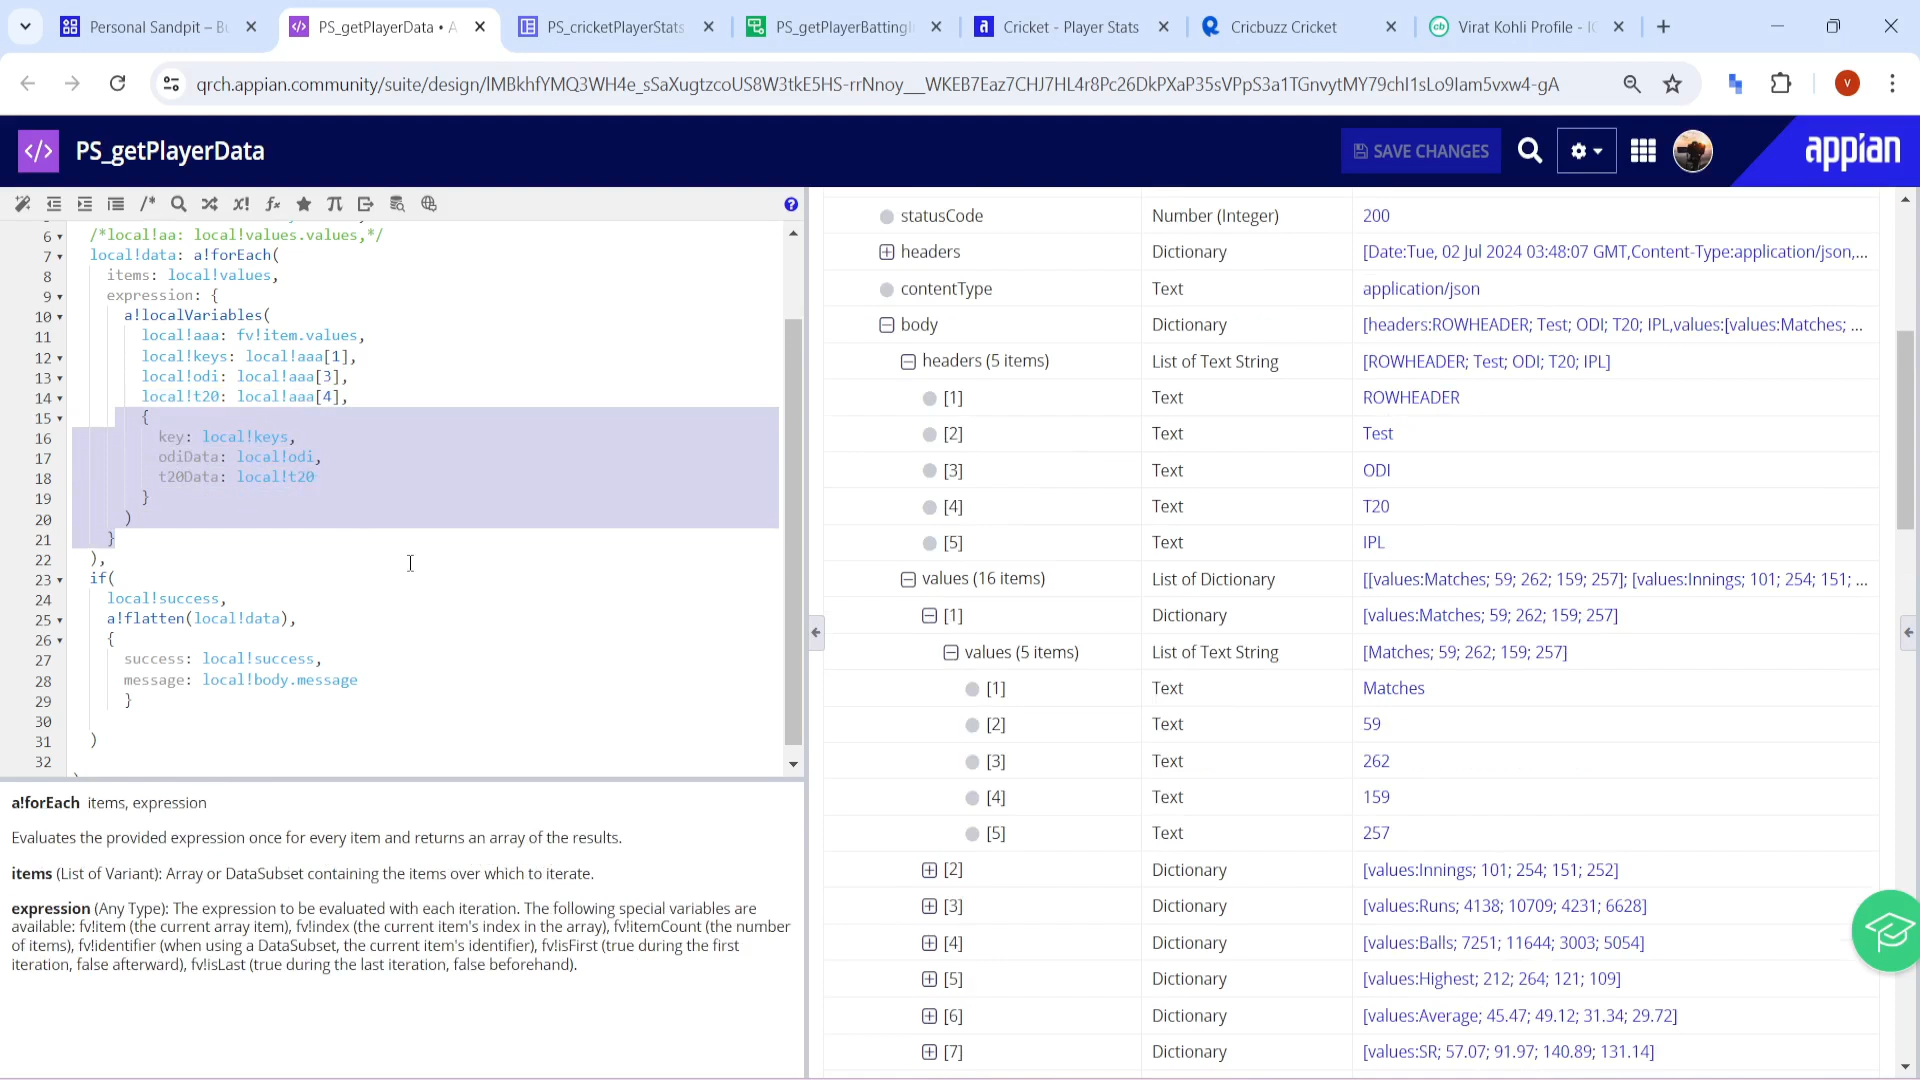 Personal Sandpit – Bu
PS_getPlayerData • A
PS_cricketPlayerStats
PS_getPlayerBattingI
Cricket - Player Stats
Cricbuzz Cricket
Virat Kohli Profile - IC
qrch.appian.community/suite/design/lMBkhfYMQ3WH4e_sSaXugtzcoUS8W3tkE5HS-rrNnoy___WKEB7Eaz7CHJ7HL4r8Pc26DkPXaP35sVPpS3a1TGnvytMY79chI1sLo9Iam5vxw4-gA
V
PS_getPlayerData
SAVE CHANGES
appian
6 /*local!aa: local!values.values,*/
7 local!data: a!forEach(
8 items: local!values,
9 expression: {
10 a!localVariables(
11 local!aaa: fv!item.values,
12 local!keys: local!aaa[1],
13 local!odi: local!aaa[3],
14 local!t20: local!aaa[4],
15 {
16 key: local!keys,
17 odiData: local!odi,
18 t20Data: local!t20
19 }
20 )
21 }
22 ),
23 if(
24 local!success,
25 a!flatten(local!data),
26 {
27 success: local!success,
28 message: local!body.message
29 }
30
31 )
32
a!forEach items, expression
Evaluates the provided expression once for every item and returns an array of the results.
items (List of Variant): Array or DataSubset containing the items over which to iterate.
expression (Any Type): The expression to be evaluated with each iteration. The following special variables are
available: fv!item (the current array item), fv!index (the current item's index in the array), fv!itemCount (the number
of items), fv!identifier (when using a DataSubset, the current item's identifier), fv!isFirst (true during the first
iteration, false afterward), fv!isLast (true during the last iteration, false beforehand).
statusCode Number (Integer) 200
headers Dictionary [Date:Tue, 02 Jul 2024 03:48:07 GMT,Content-Type:application/json,...
contentType Text application/json
body Dictionary [headers:ROWHEADER; Test; ODI; T20; IPL,values:[values:Matches; ...
headers (5 items) List of Text String [ROWHEADER; Test; ODI; T20; IPL]
[1] Text ROWHEADER
[2] Text Test
[3] Text ODI
[4] Text T20
[5] Text IPL
values (16 items) List of Dictionary [[values:Matches; 59; 262; 159; 257]; [values:Innings; 101; 254; 151; ...
[1] Dictionary [values:Matches; 59; 262; 159; 257]
values (5 items) List of Text String [Matches; 59; 262; 159; 257]
[1] Text Matches
[2] Text 59
[3] Text 262
[4] Text 159
[5] Text 257
[2] Dictionary [values:Innings; 101; 254; 151; 252]
[3] Dictionary [values:Runs; 4138; 10709; 4231; 6628]
[4] Dictionary [values:Balls; 7251; 11644; 3003; 5054]
[5] Dictionary [values:Highest; 212; 264; 121; 109]
[6] Dictionary [values:Average; 45.47; 49.12; 31.34; 29.72]
[7] Dictionary [values:SR; 57.07; 91.97; 140.89; 131.14]